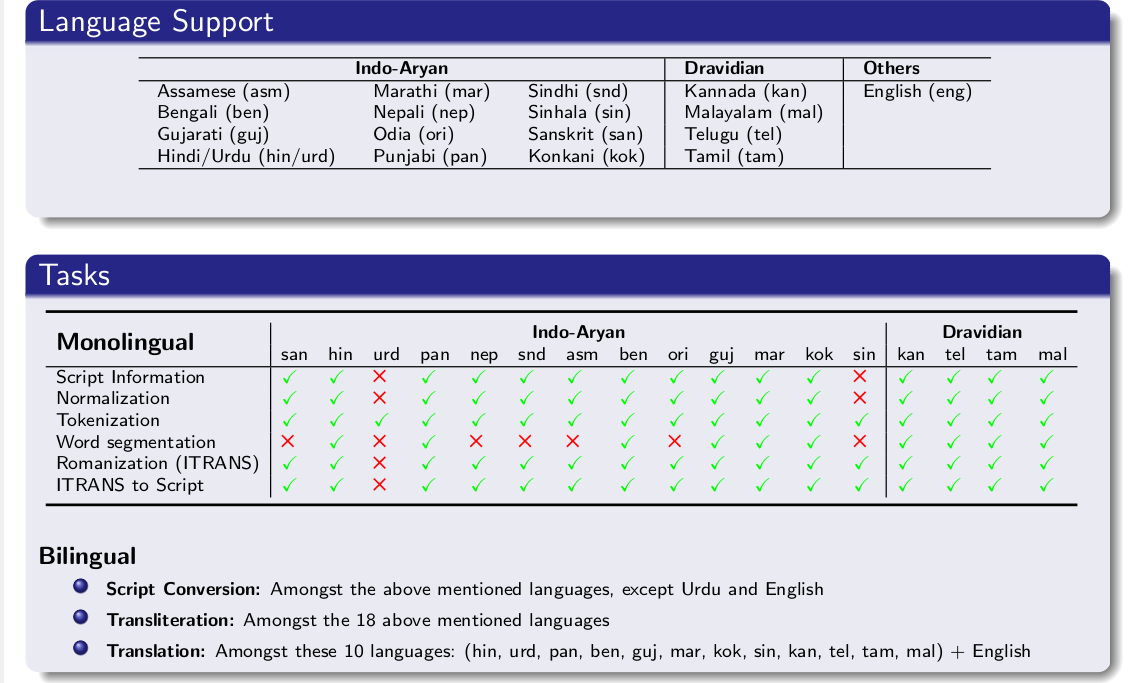 Language Support
Indo-Aryan Dravidian Others
Assamese (asm) Marathi (mar) Sindhi (snd) Kannada (kan) English (eng)
Bengali (ben) Nepali (nep) Sinhala (sin) Malayalam (mal)
Gujarati (guj) Odia (ori) Sanskrit (san) Telugu (tel)
Hindi/Urdu (hin/urd) Punjabi (pan) Konkani (kok) Tamil (tam)
Tasks
Monolingual Indo-Aryan Dravidian
san hin urd pan nep snd asm ben ori guj mar kok sin kan tel tam mal
Script Information ✓ ✓ ✗ ✓ ✓ ✓ ✓ ✓ ✓ ✓ ✓ ✓ ✗ ✓ ✓ ✓ ✓
Normalization ✓ ✓ ✗ ✓ ✓ ✓ ✓ ✓ ✓ ✓ ✓ ✓ ✗ ✓ ✓ ✓ ✓
Tokenization ✓ ✓ ✓ ✓ ✓ ✓ ✓ ✓ ✓ ✓ ✓ ✓ ✓ ✓ ✓ ✓ ✓
Word segmentation ✗ ✓ ✗ ✓ ✗ ✗ ✗ ✓ ✗ ✓ ✓ ✓ ✗ ✓ ✓ ✓ ✓
Romanization (ITRANS) ✓ ✓ ✗ ✓ ✓ ✓ ✓ ✓ ✓ ✓ ✓ ✓ ✓ ✓ ✓ ✓ ✓
ITRANS to Script ✓ ✓ ✗ ✓ ✓ ✓ ✓ ✓ ✓ ✓ ✓ ✓ ✓ ✓ ✓ ✓ ✓
Bilingual
Script Conversion: Amongst the above mentioned languages, except Urdu and English
Transliteration: Amongst the 18 above mentioned languages
Translation: Amongst these 10 languages: (hin, urd, pan, ben, guj, mar, kok, sin, kan, tel, tam, mal) + English